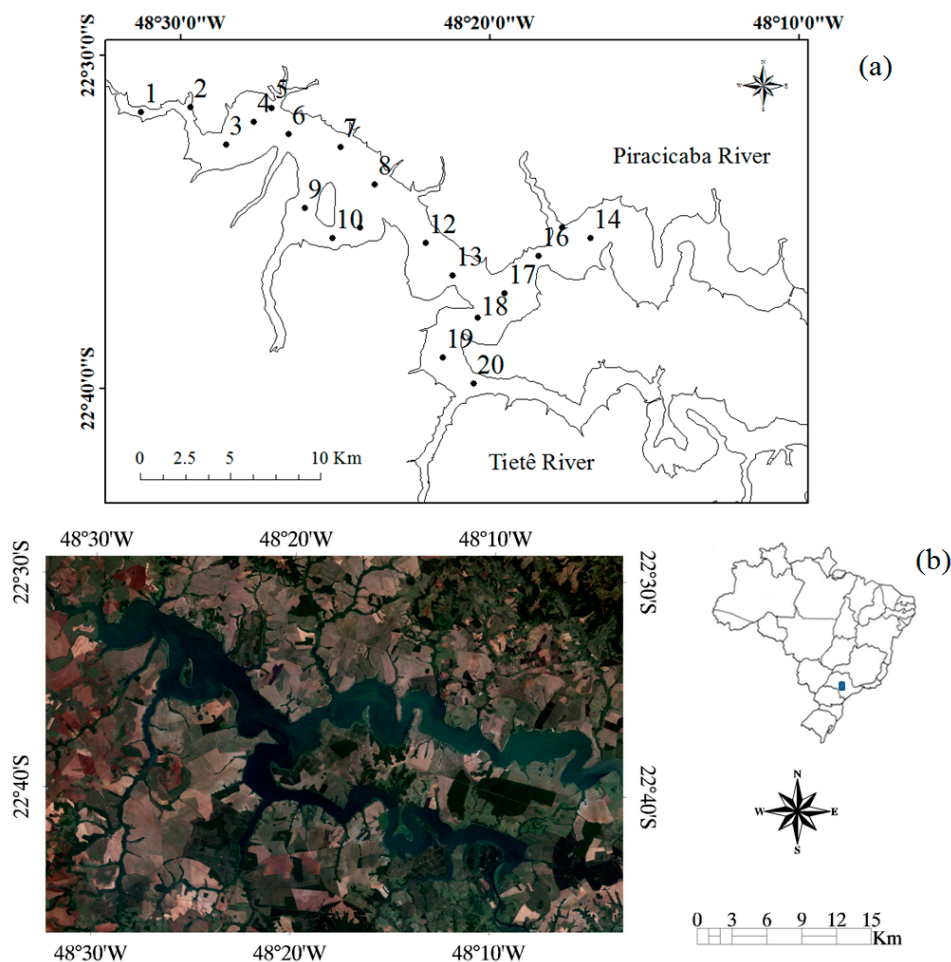 48°30'0"W 48°20'0"W 48°10'0"W
22°30'0"S
(a)
N
W E
S
1 2 3 4 5 6 7 8 9 10 12 13 14 16 17 18 19 20
Piracicaba River
22°40'0"S
0 2.5 5 10 Km
Tietê River
48°30'W 48°20'W 48°10'W
22°30'S
22°30'S
(b)
22°40'S
22°40'S
N
W E
S
48°30'W 48°20'W 48°10'W
0 3 6 9 12 15
Km